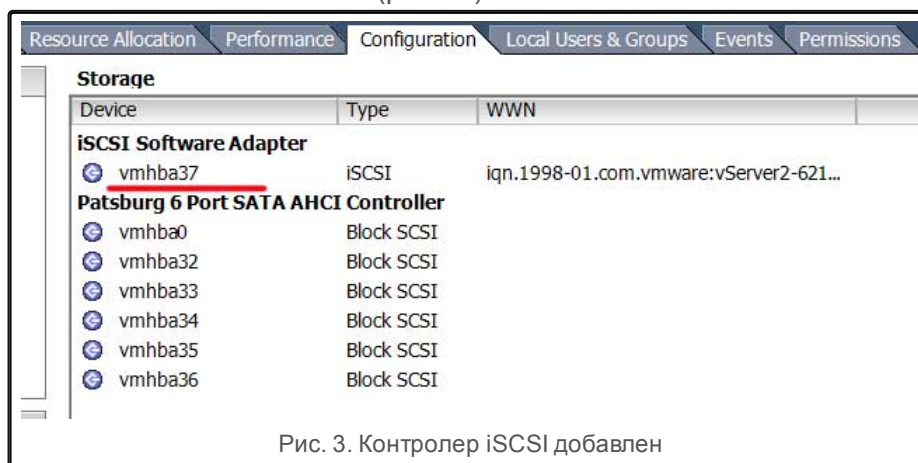 Resource Allocation Performance Configuration Local Users & Groups Events Permissions
Storage
Device Type WWN
iSCSI Software Adapter
vmhba37 iSCSI iqn.1998-01.com.vmware:vServer2-621...
Patsburg 6 Port SATA AHCI Controller
vmhba0 Block SCSI
vmhba32 Block SCSI
vmhba33 Block SCSI
vmhba34 Block SCSI
vmhba35 Block SCSI
vmhba36 Block SCSI
Рис. 3. Контролер iSCSI добавлен